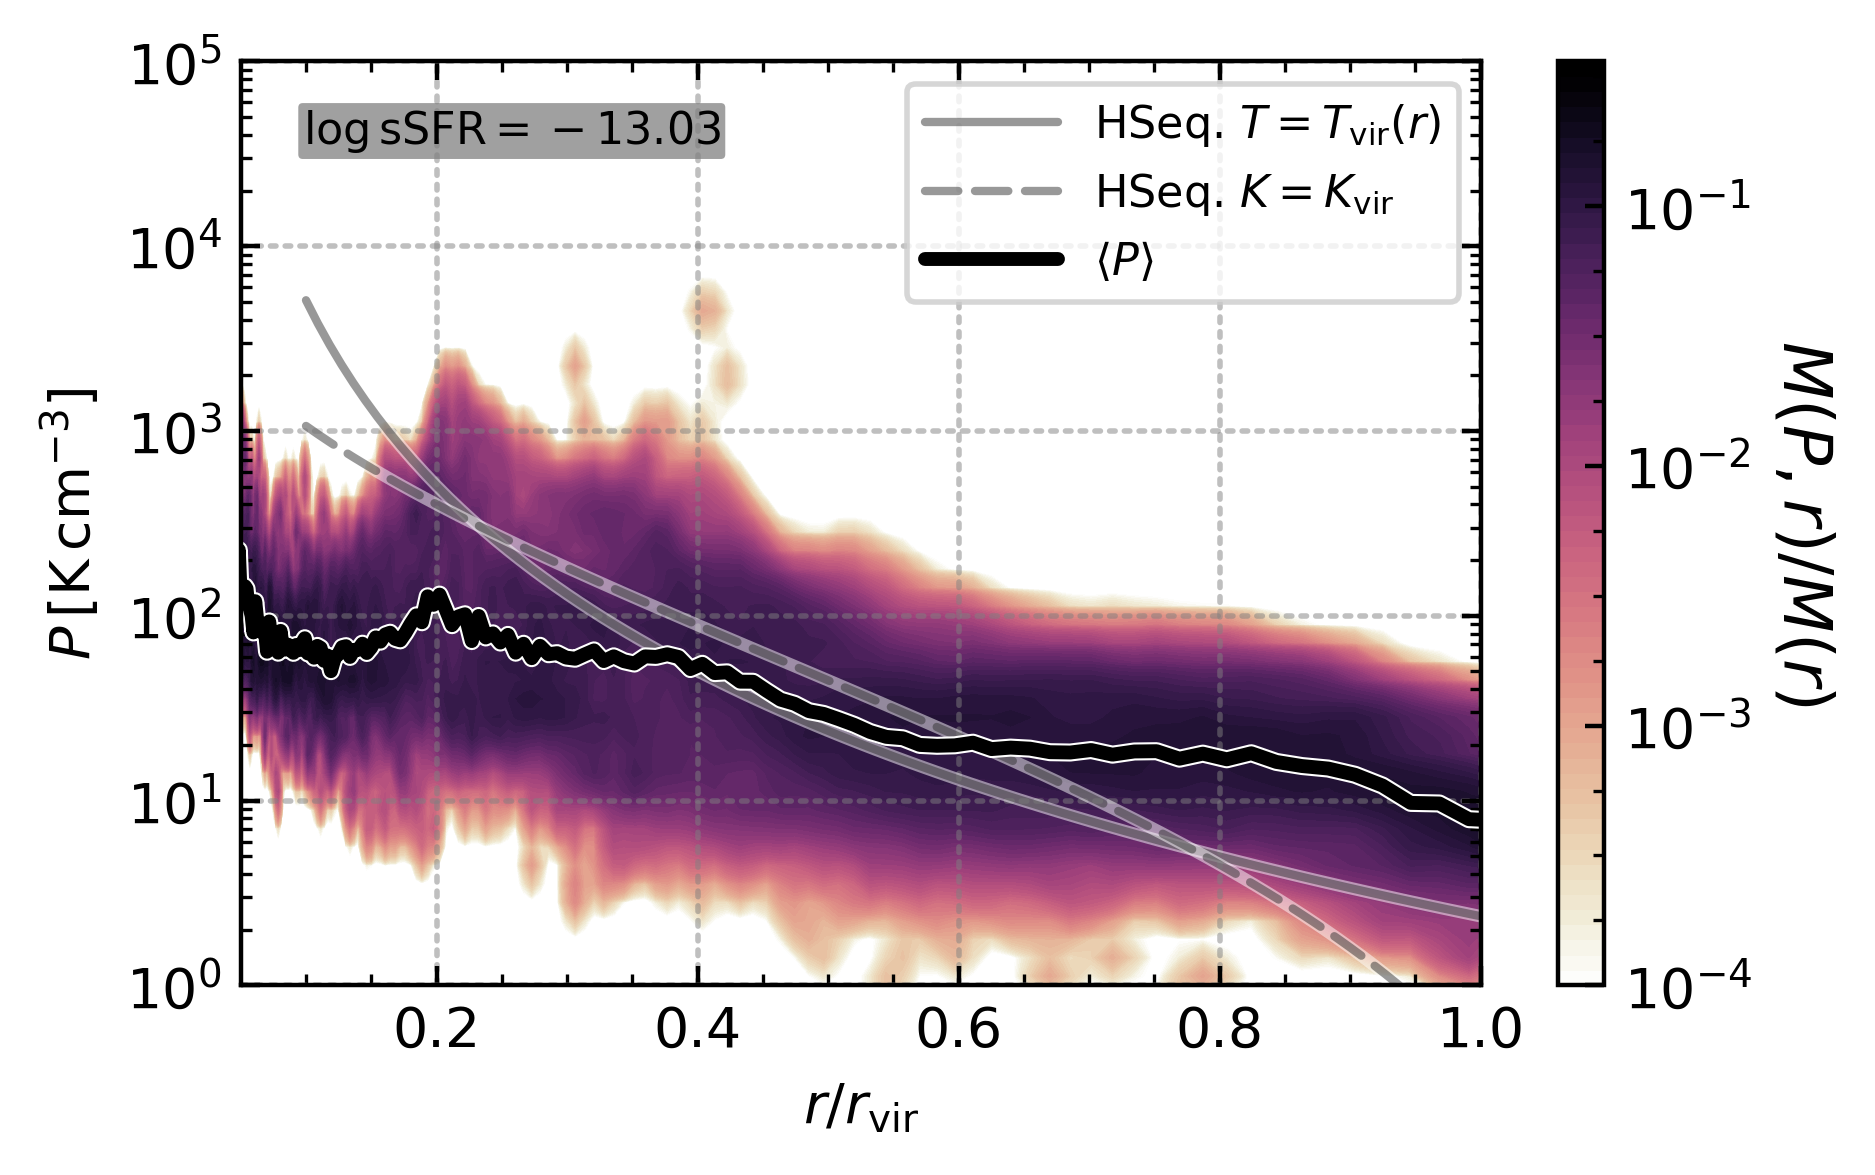 log sSFR = −13.03
HSeq. T = T_vir(r)
HSeq. K = K_vir
⟨P⟩
10^5
10^4
10^3
10^2
10^1
10^0
P [K cm^−3]
0.2 0.4 0.6 0.8 1.0
r/r_vir
10^−1
10^−2
10^−3
10^−4
M(P, r)/M(r)